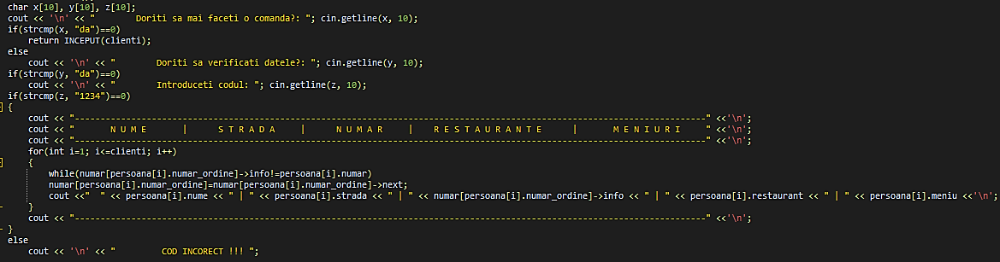 char x[10], y[10], z[10];
cout << '\n' << "        Doriti sa mai faceti o comanda?: "; cin.getline(x, 10);
if(strcmp(x, "da")==0)
    return INCEPUT(clienti);
else
    cout << '\n' << "        Doriti sa verificati datele?: "; cin.getline(y, 10);
if(strcmp(y, "da")==0)
    cout << '\n' << "        Introduceti codul: "; cin.getline(z, 10);
if(strcmp(z, "1234")==0)
{
    cout << "---------------------------------------------------------------------------------------------------------------------------" <<'\n';
    cout << "       N U M E       |      S T R A D A     |      N U M A R     |    R E S T A U R A N T E      |       M E N I U R I     " <<'\n';
    cout << "---------------------------------------------------------------------------------------------------------------------------" <<'\n';
    for(int i=1; i<=clienti; i++)
    {
        while(numar[persoana[i].numar_ordine]->info!=persoana[i].numar)
        numar[persoana[i].numar_ordine]=numar[persoana[i].numar_ordine]->next;
        cout <<"  " << persoana[i].nume << " | " << persoana[i].strada << " | " << numar[persoana[i].numar_ordine]->info << " | " << persoana[i].restaurant << " | " << persoana[i].meniu <<'\n';
    }
    cout << "---------------------------------------------------------------------------------------------------------------------------" <<'\n';
}
else
    cout << '\n' << "         COD INCORECT !!! ";